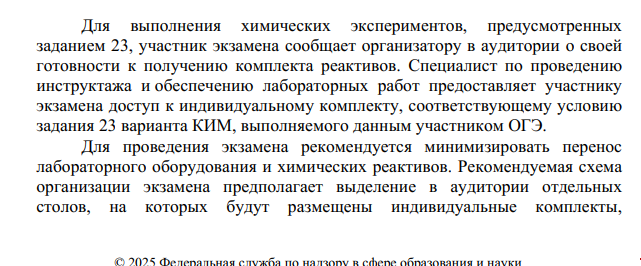 Для выполнения химических экспериментов, предусмотренных
заданием 23, участник экзамена сообщает организатору в аудитории о своей
готовности к получению комплекта реактивов. Специалист по проведению
инструктажа и обеспечению лабораторных работ предоставляет участнику
экзамена доступ к индивидуальному комплекту, соответствующему условию
задания 23 варианта КИМ, выполняемого данным участником ОГЭ.
Для проведения экзамена рекомендуется минимизировать перенос
лабораторного оборудования и химических реактивов. Рекомендуемая схема
организации экзамена предполагает выделение в аудитории отдельных
столов, на которых будут размещены индивидуальные комплекты,
© 2025 Федеральная служба по надзору в сфере образования и науки